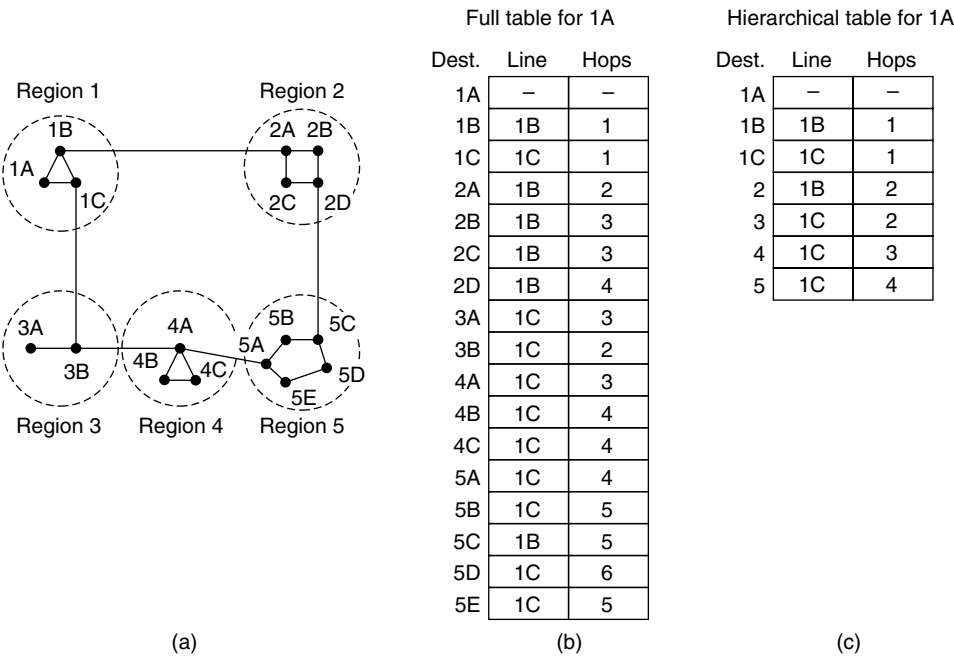 Full table for 1A
Hierarchical table for 1A
Region 1
Region 2
1B
1A
1C
2A 2B
2C 2D
3A
3B
4A
4B
4C
5A
5B
5C
5D
5E
Region 3
Region 4
Region 5
(a)
Dest. Line Hops
1A – –
1B 1B 1
1C 1C 1
2A 1B 2
2B 1B 3
2C 1B 3
2D 1B 4
3A 1C 3
3B 1C 2
4A 1C 3
4B 1C 4
4C 1C 4
5A 1C 4
5B 1C 5
5C 1B 5
5D 1C 6
5E 1C 5
(b)
Dest. Line Hops
1A – –
1B 1B 1
1C 1C 1
2 1B 2
3 1C 2
4 1C 3
5 1C 4
(c)